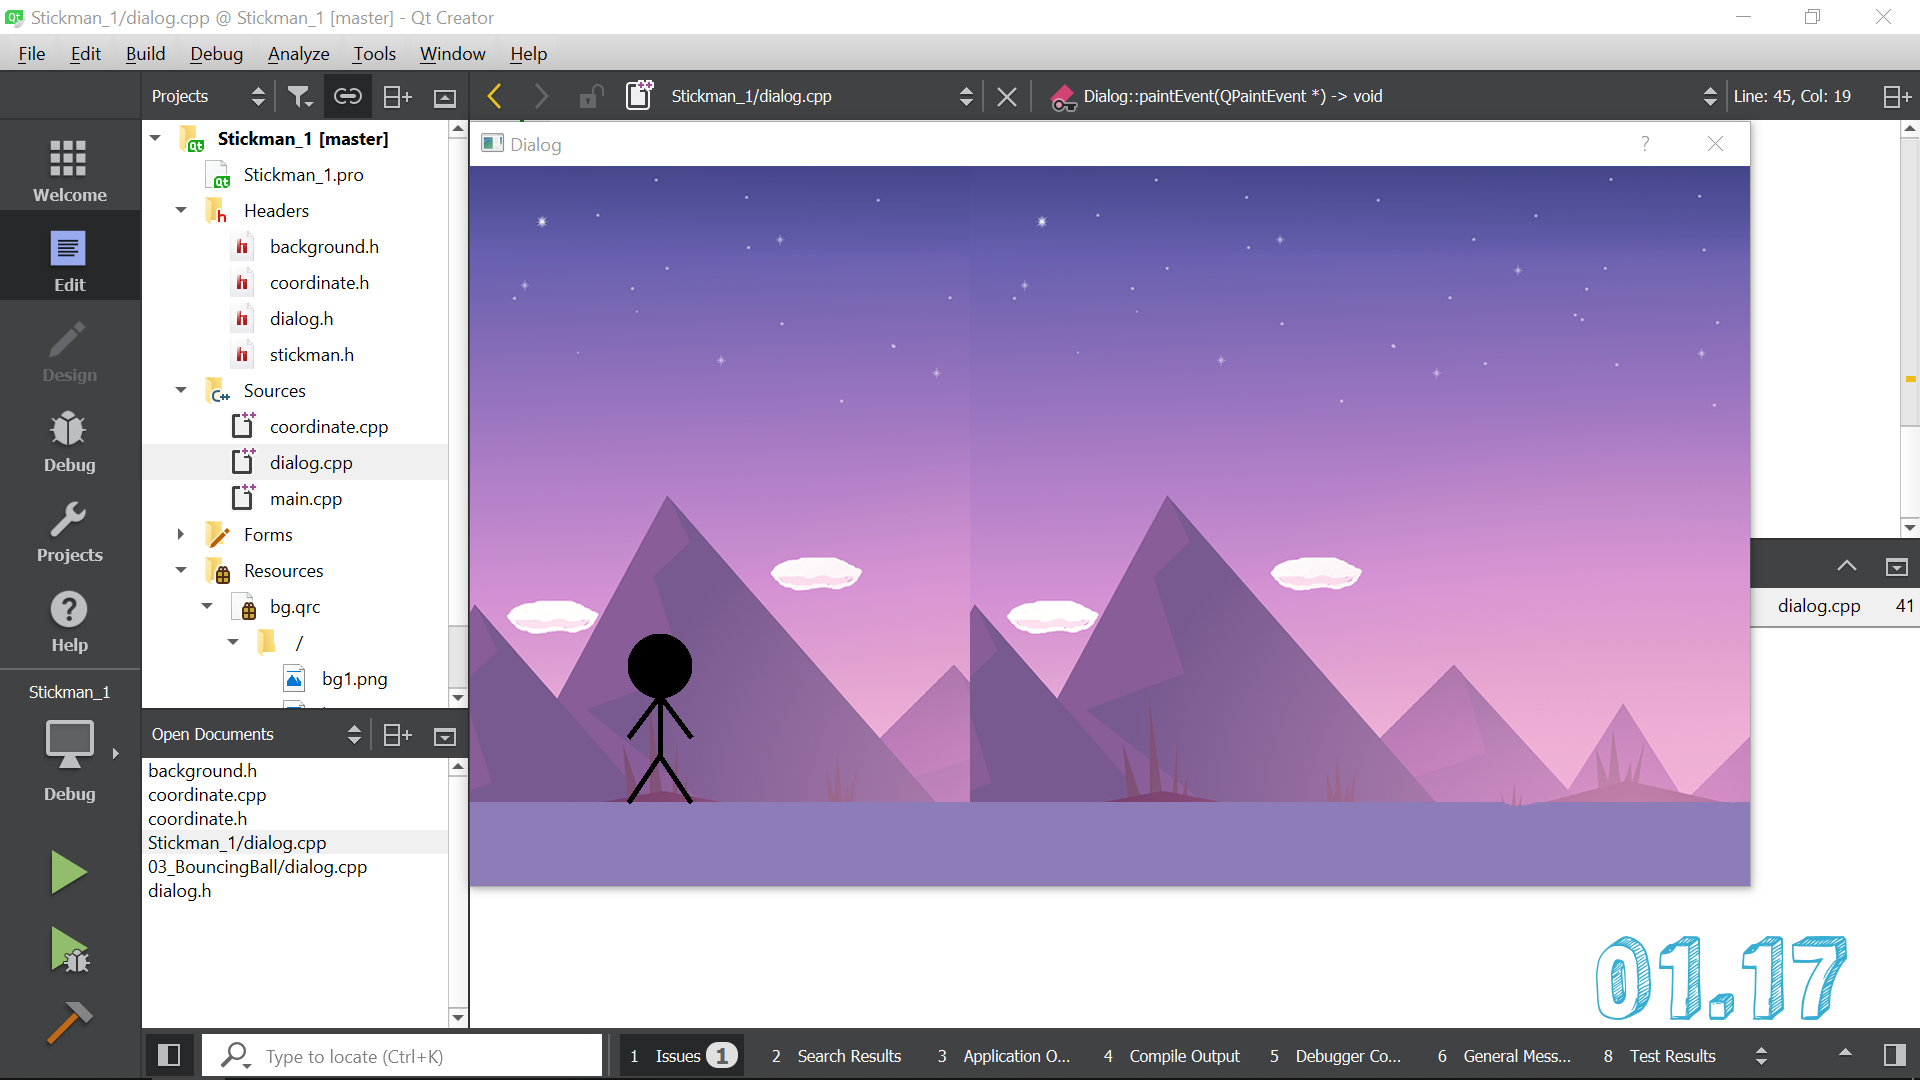 Stickman_1/dialog.cpp @ Stickman_1 [master] - Qt Creator
File Edit Build Debug Analyze Tools Window Help
Projects
Stickman_1/dialog.cpp
Dialog::paintEvent(QPaintEvent *) -> void
Line: 45, Col: 19
Welcome
Edit
Design
Debug
Projects
Help
Stickman_1
Debug
Stickman_1 [master]
Stickman_1.pro
Headers
background.h
coordinate.h
dialog.h
stickman.h
Sources
coordinate.cpp
dialog.cpp
main.cpp
Forms
Resources
bg.qrc
/
bg1.png
Open Documents
background.h
coordinate.cpp
coordinate.h
Stickman_1/dialog.cpp
03_BouncingBall/dialog.cpp
dialog.h
Dialog
?
dialog.cpp 41
01.17
Type to locate (Ctrl+K)
1 Issues 1
2 Search Results
3 Application O...
4 Compile Output
5 Debugger Co...
6 General Mess...
8 Test Results